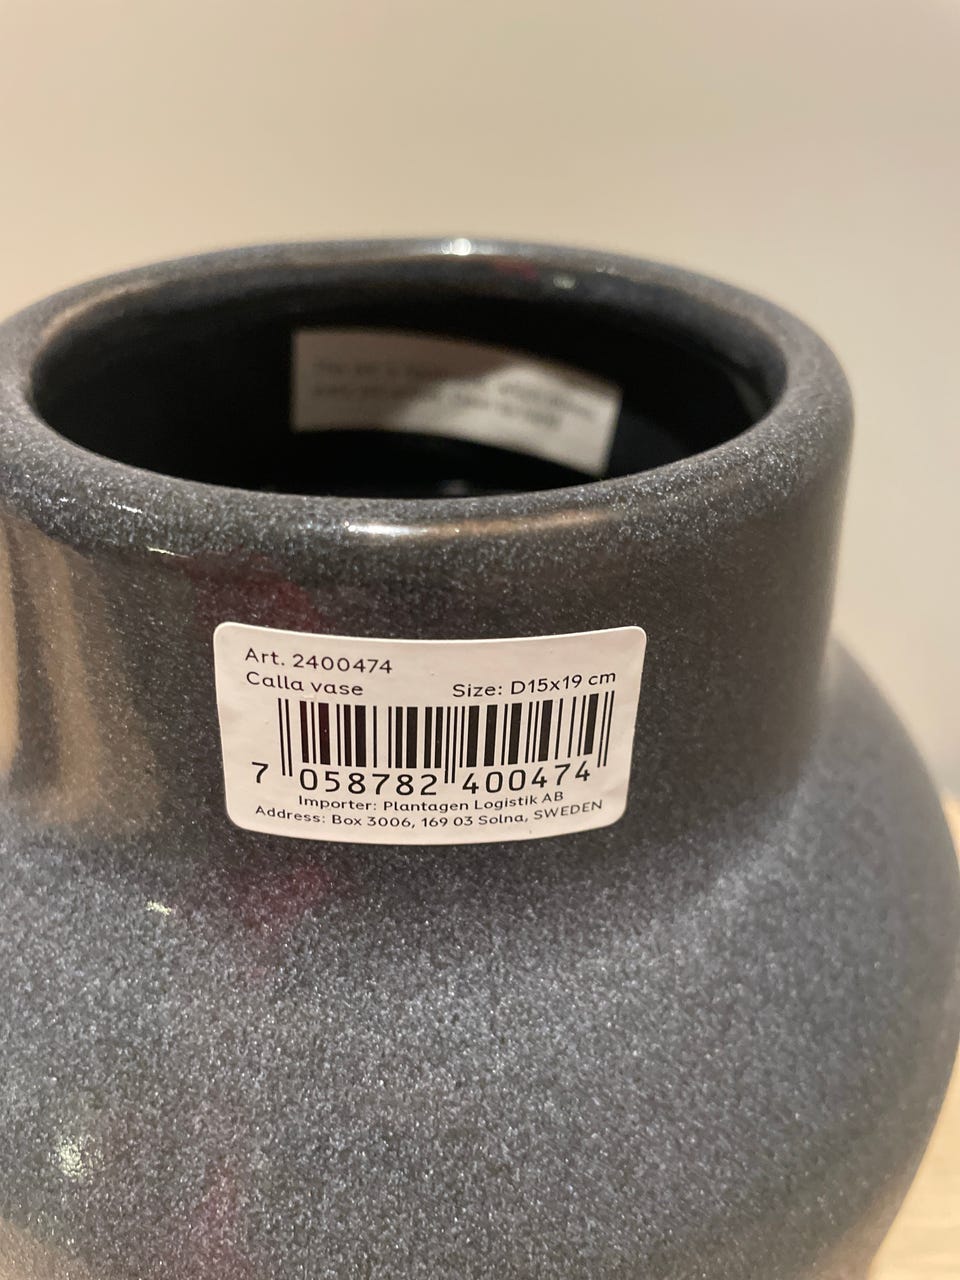 Art. 2400474
Calla vase Size: D15x19 cm
7 058782 400474
Importer: Plantagen Logistik AB
Address: Box 3006, 169 03 Solna, SWEDEN